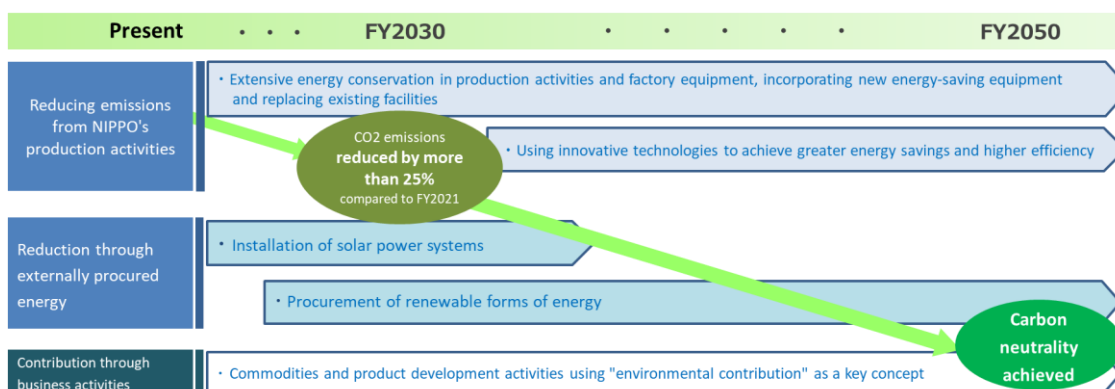 Present · · · FY2030 · · · · · FY2050
Reducing emissions
from NIPPO's
production activities
· Extensive energy conservation in production activities and factory equipment, incorporating new energy-saving equipment
and replacing existing facilities
CO2 emissions
reduced by more
than 25%
compared to FY2021
· Using innovative technologies to achieve greater energy savings and higher efficiency
Reduction through
externally procured
energy
· Installation of solar power systems
· Procurement of renewable forms of energy
Carbon
neutrality
achieved
Contribution through
business activities
· Commodities and product development activities using "environmental contribution" as a key concept